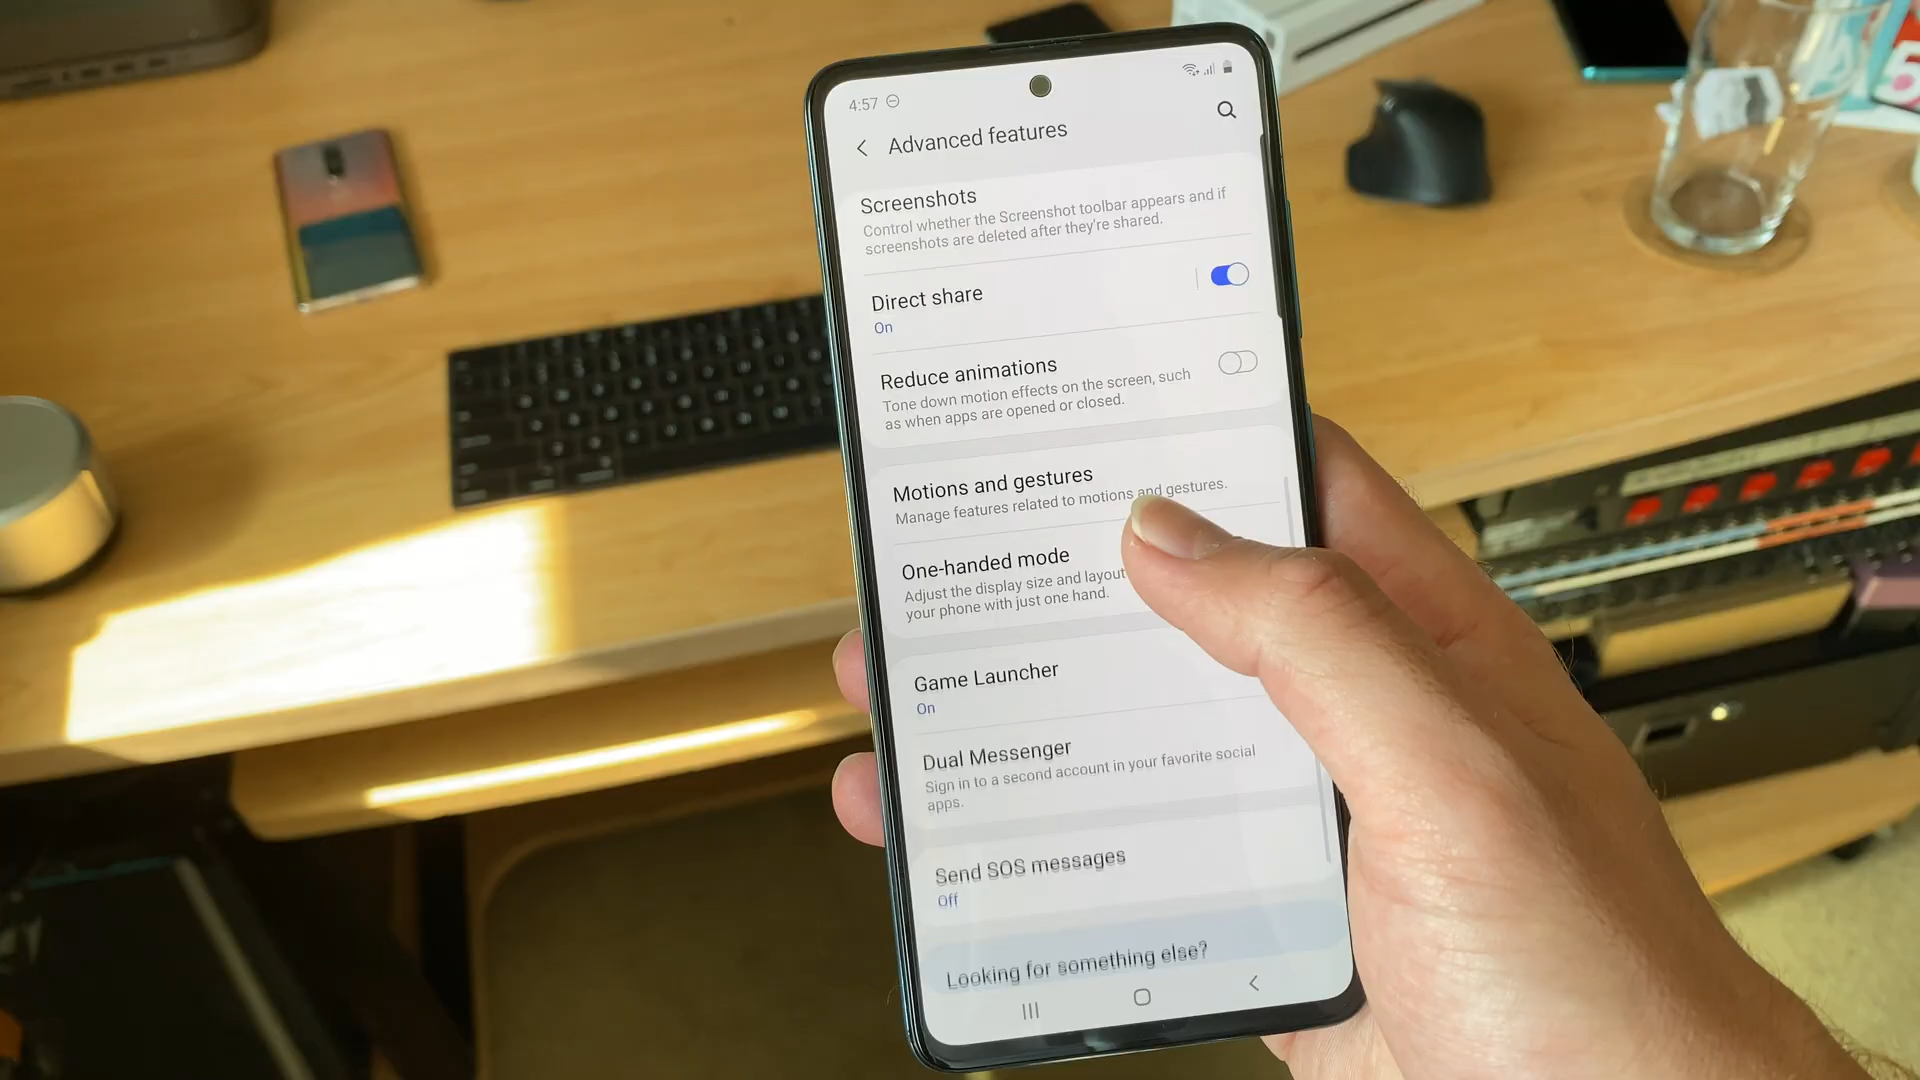 4:57
Advanced features
Screenshots
Control whether the Screenshot toolbar appears and if
screenshots are deleted after they're shared.
Direct share
On
Reduce animations
Tone down motion effects on the screen, such
as when apps are opened or closed.
Motions and gestures
Manage features related to motions and gestures.
One-handed mode
Adjust the display size and layout
your phone with just one hand.
Game Launcher
On
Dual Messenger
Sign in to a second account in your favorite social
apps.
Send SOS messages
Off
Looking for something else?